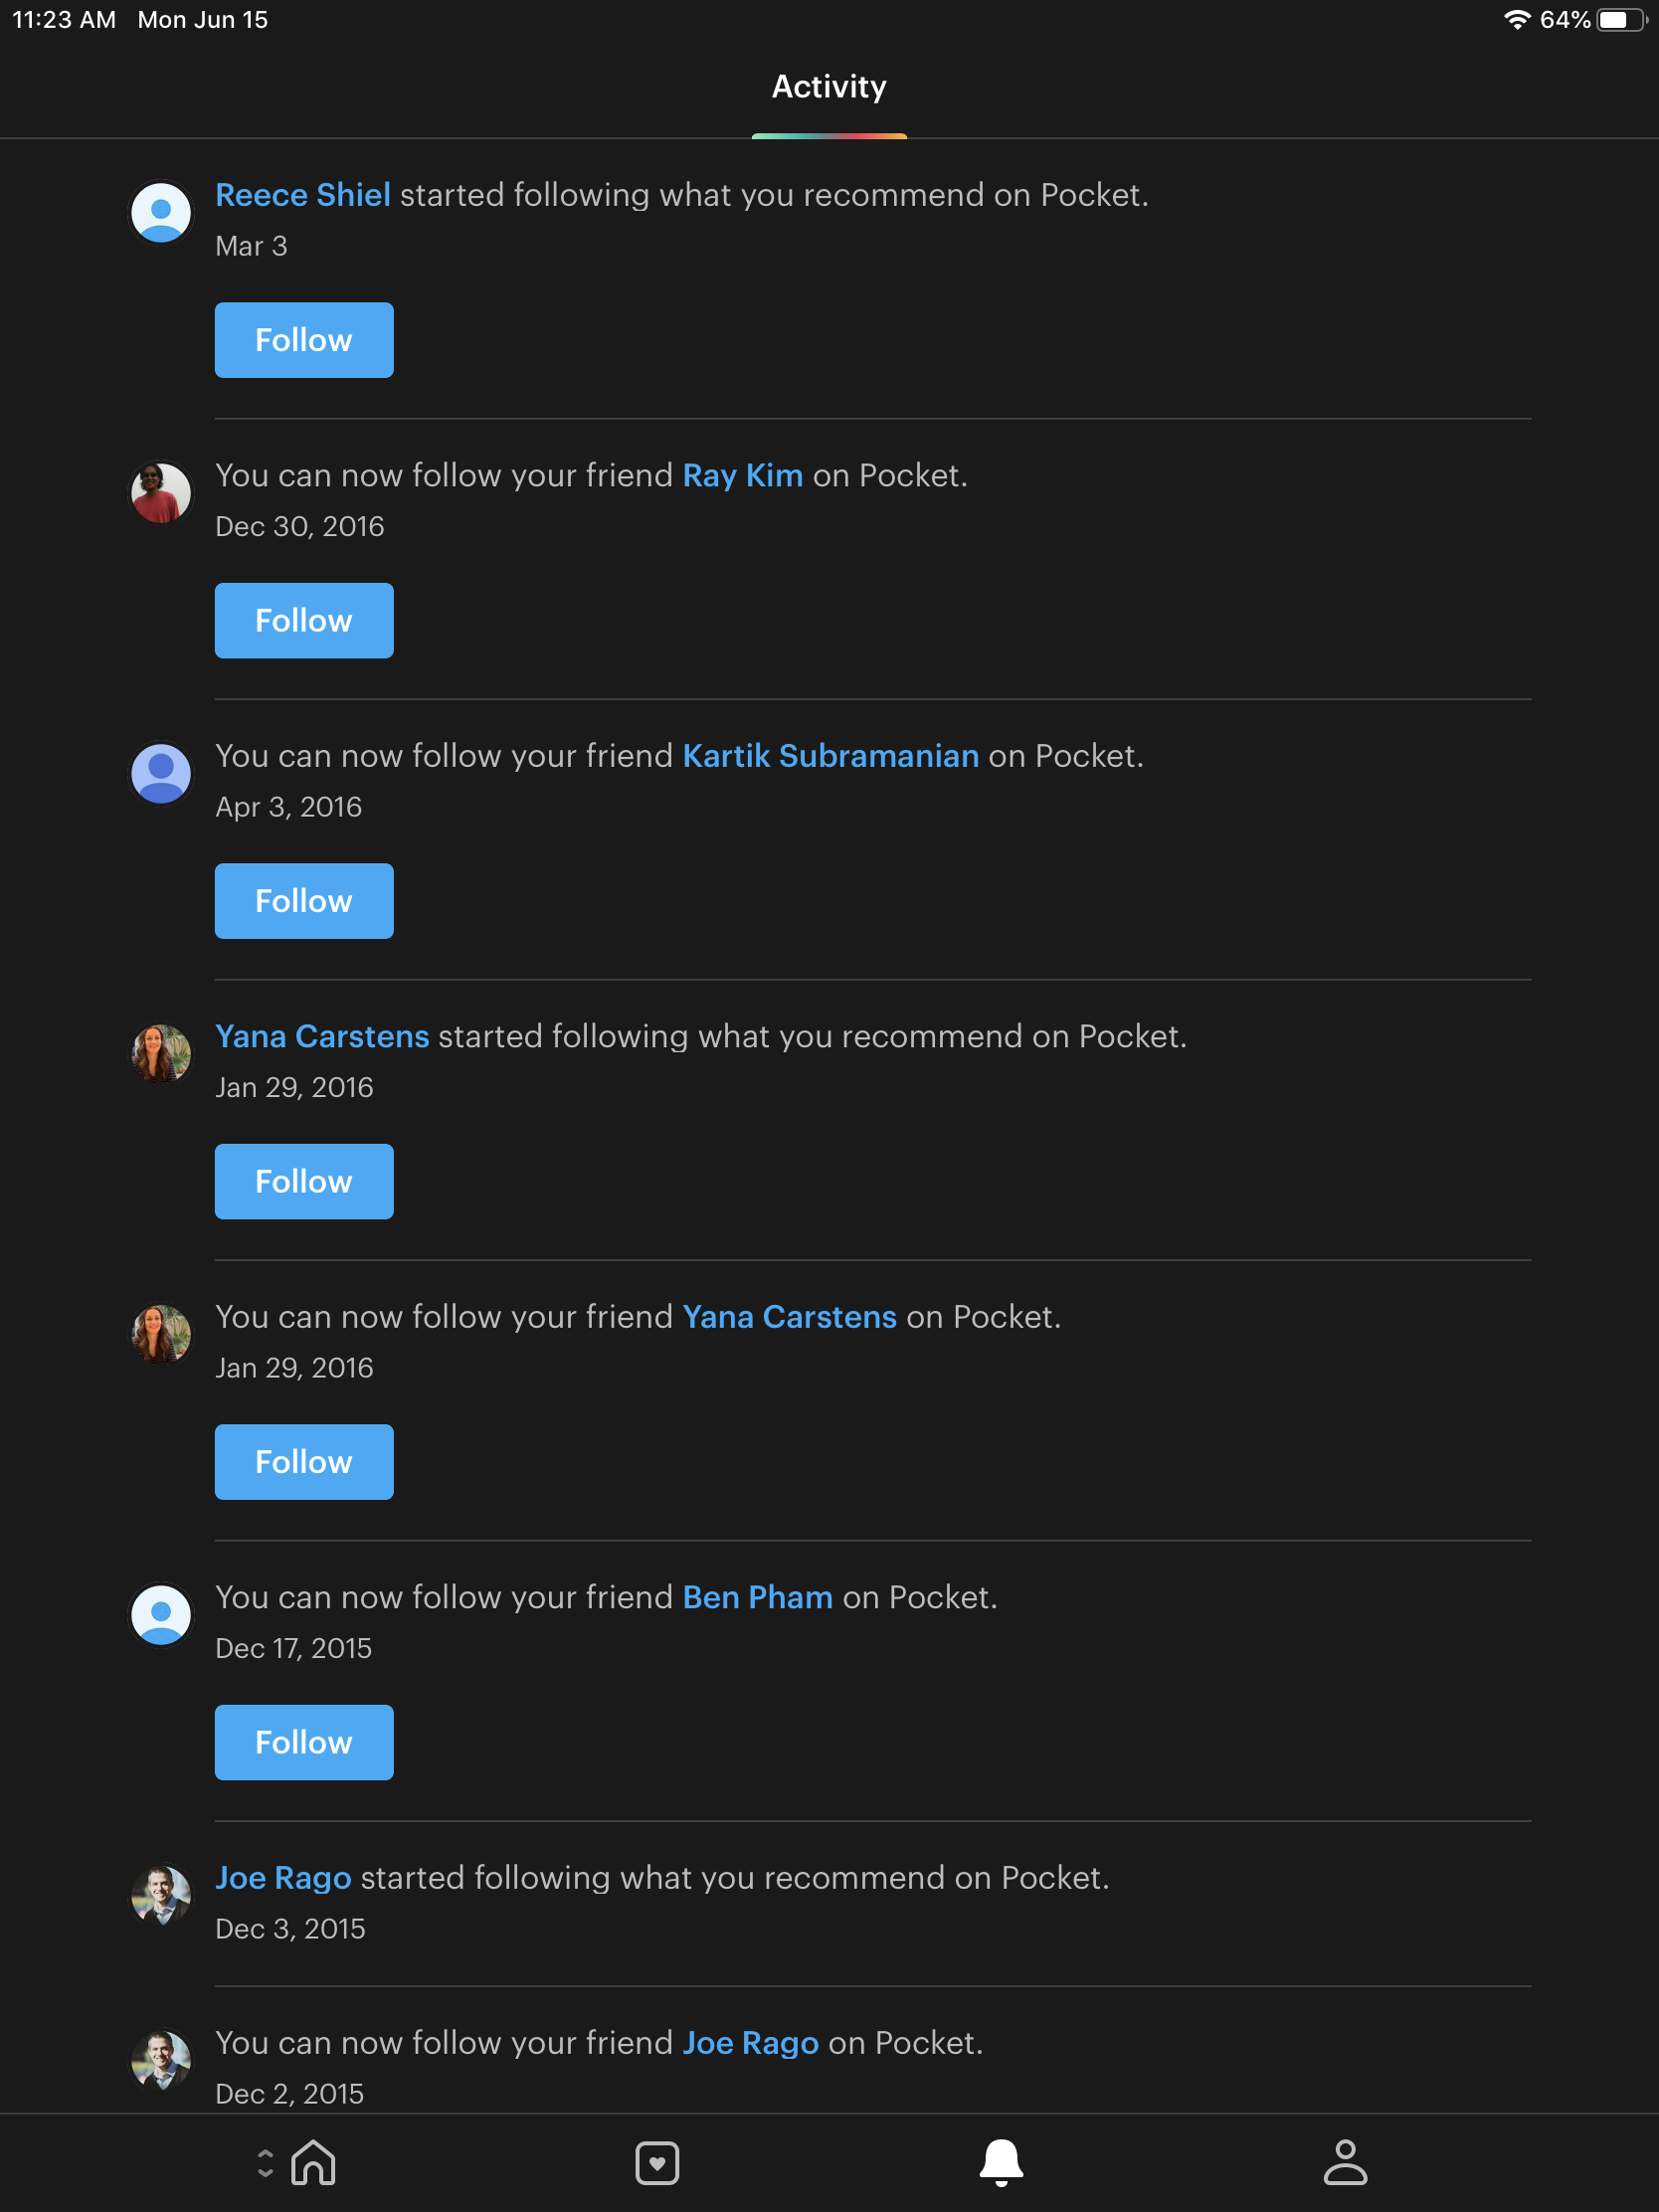 11:23 AM Mon Jun 15 64%
Activity
Reece Shiel started following what you recommend on Pocket.
Mar 3
Follow
You can now follow your friend Ray Kim on Pocket.
Dec 30, 2016
Follow
You can now follow your friend Kartik Subramanian on Pocket.
Apr 3, 2016
Follow
Yana Carstens started following what you recommend on Pocket.
Jan 29, 2016
Follow
You can now follow your friend Yana Carstens on Pocket.
Jan 29, 2016
Follow
You can now follow your friend Ben Pham on Pocket.
Dec 17, 2015
Follow
Joe Rago started following what you recommend on Pocket.
Dec 3, 2015
You can now follow your friend Joe Rago on Pocket.
Dec 2, 2015